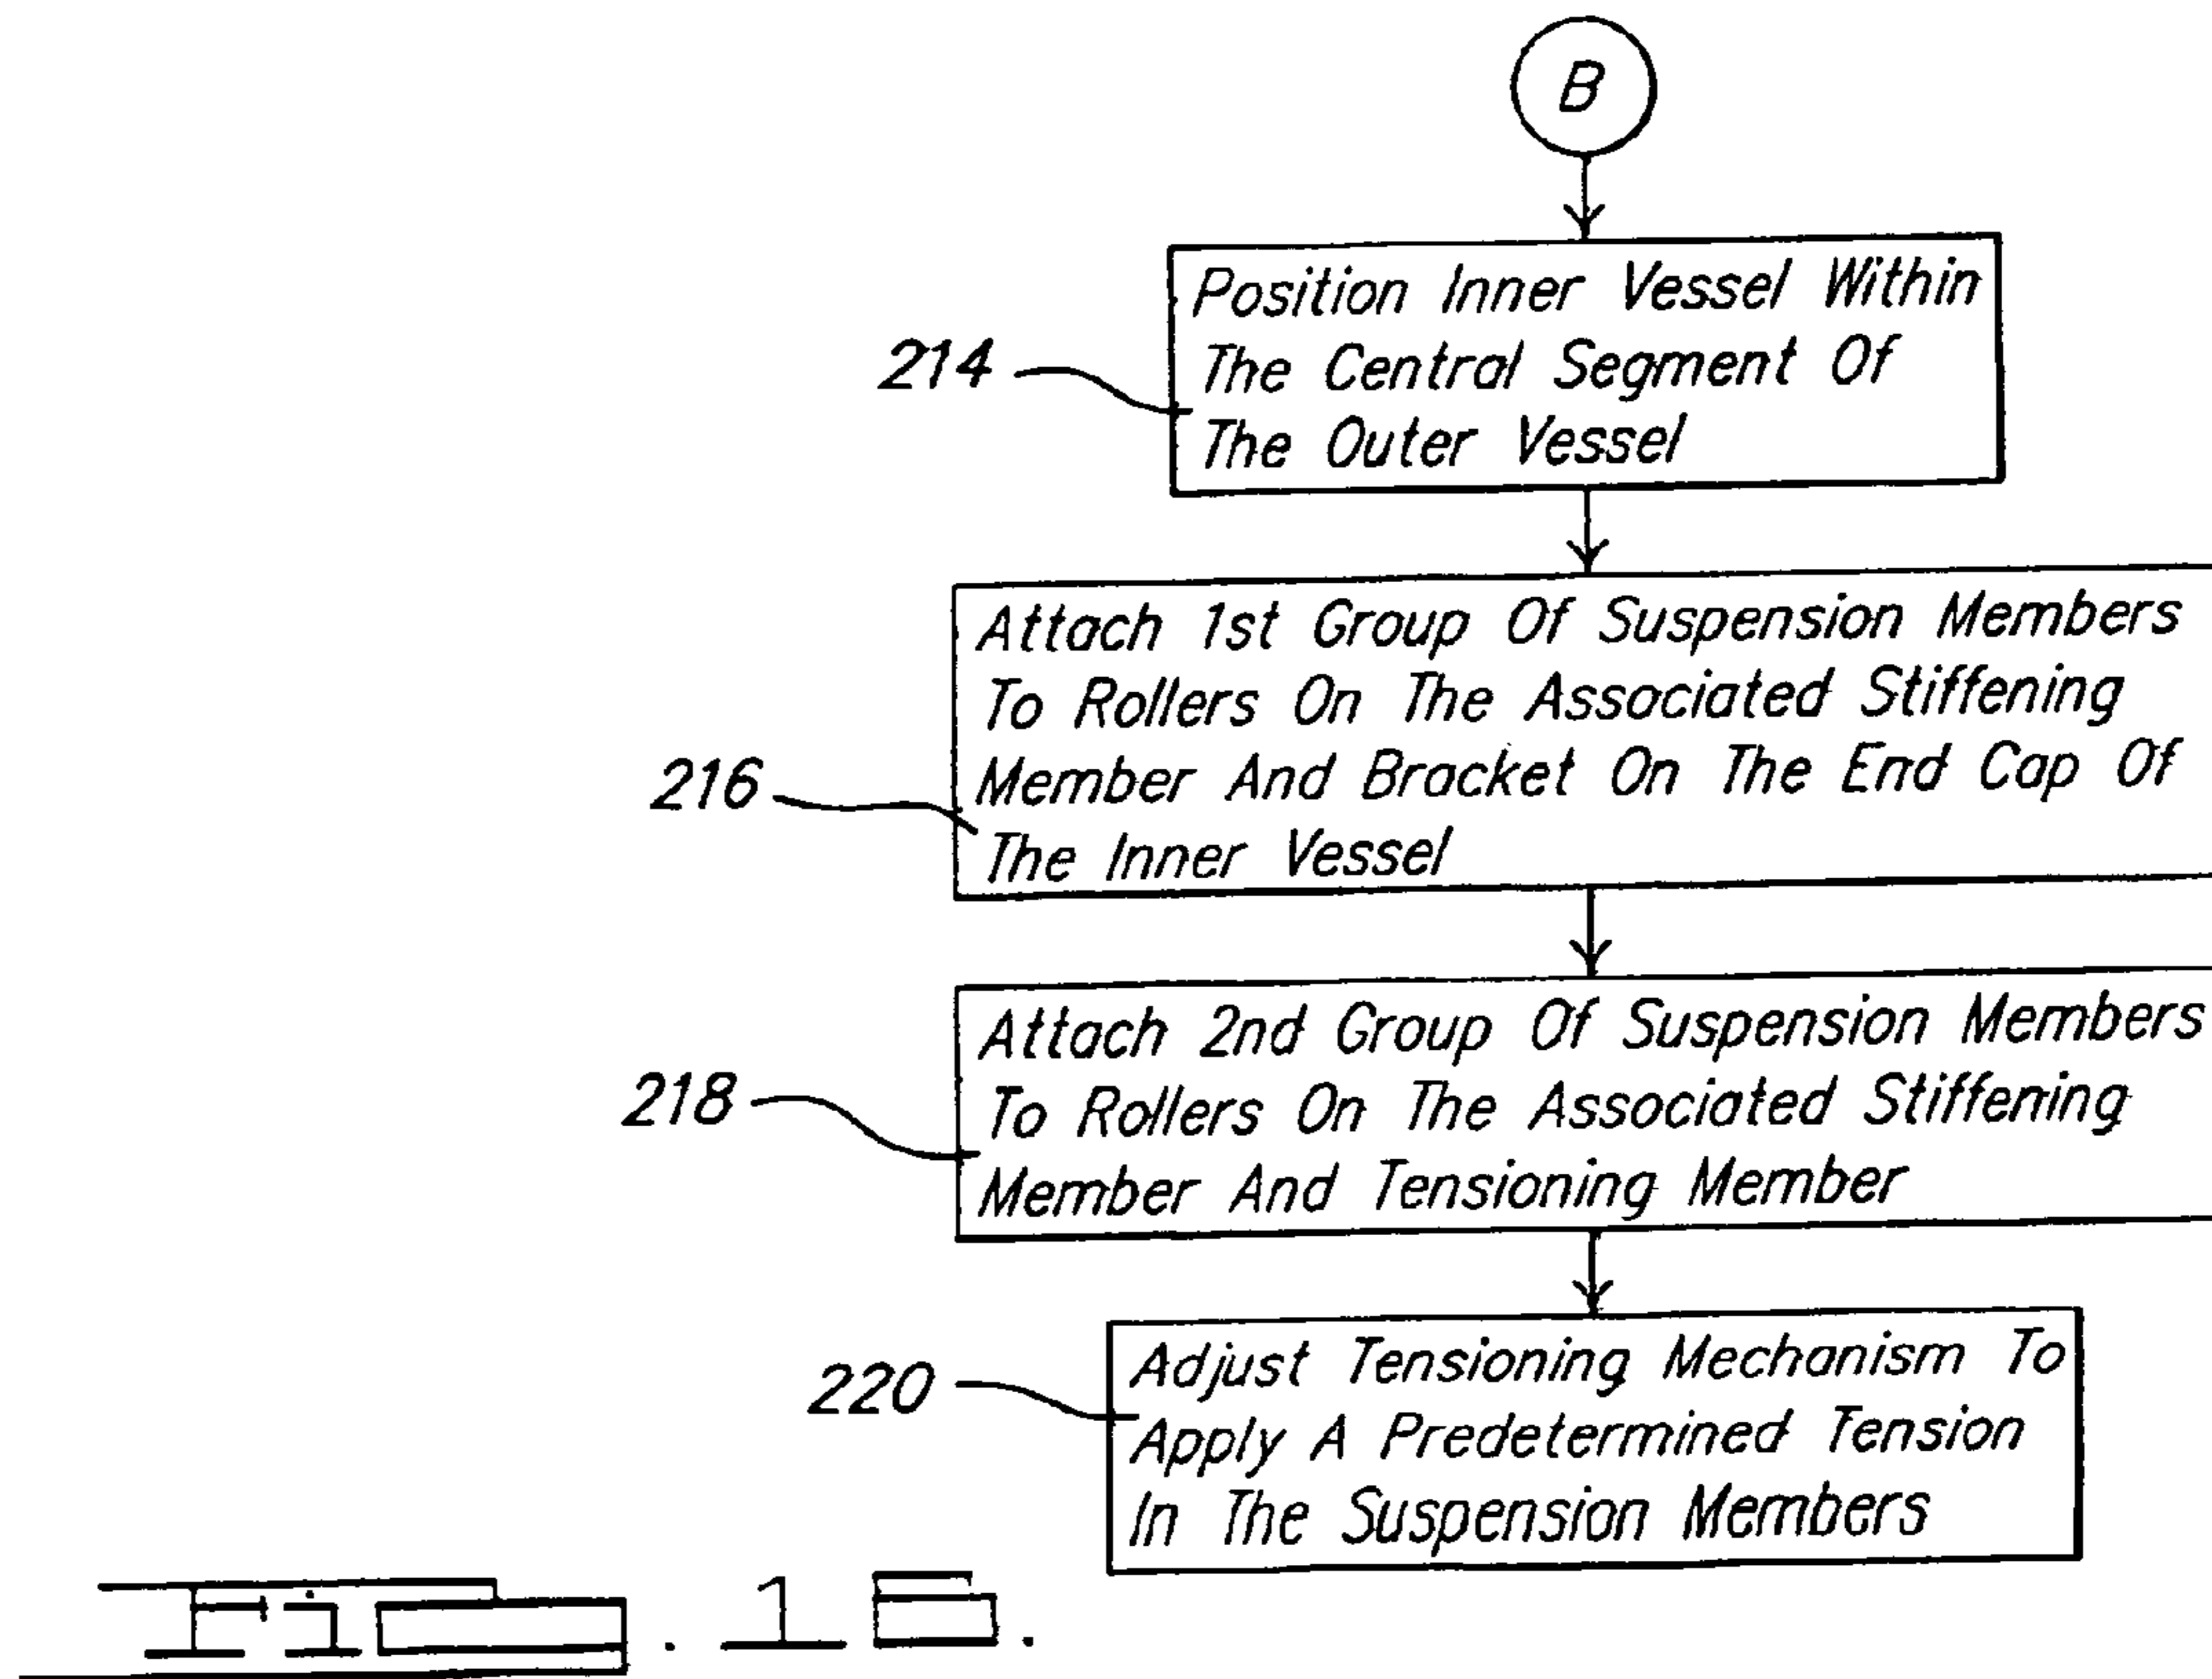 B
Position Inner Vessel Within
The Central Segment Of
The Outer Vessel
214
Attach 1st Group Of Suspension Members
To Rollers On The Associated Stiffening
Member And Bracket On The End Cap Of
The Inner Vessel
216
Attach 2nd Group Of Suspension Members
To Rollers On The Associated Stiffening
Member And Tensioning Member
218
Adjust Tensioning Mechanism To
Apply A Predetermined Tension
In The Suspension Members
220